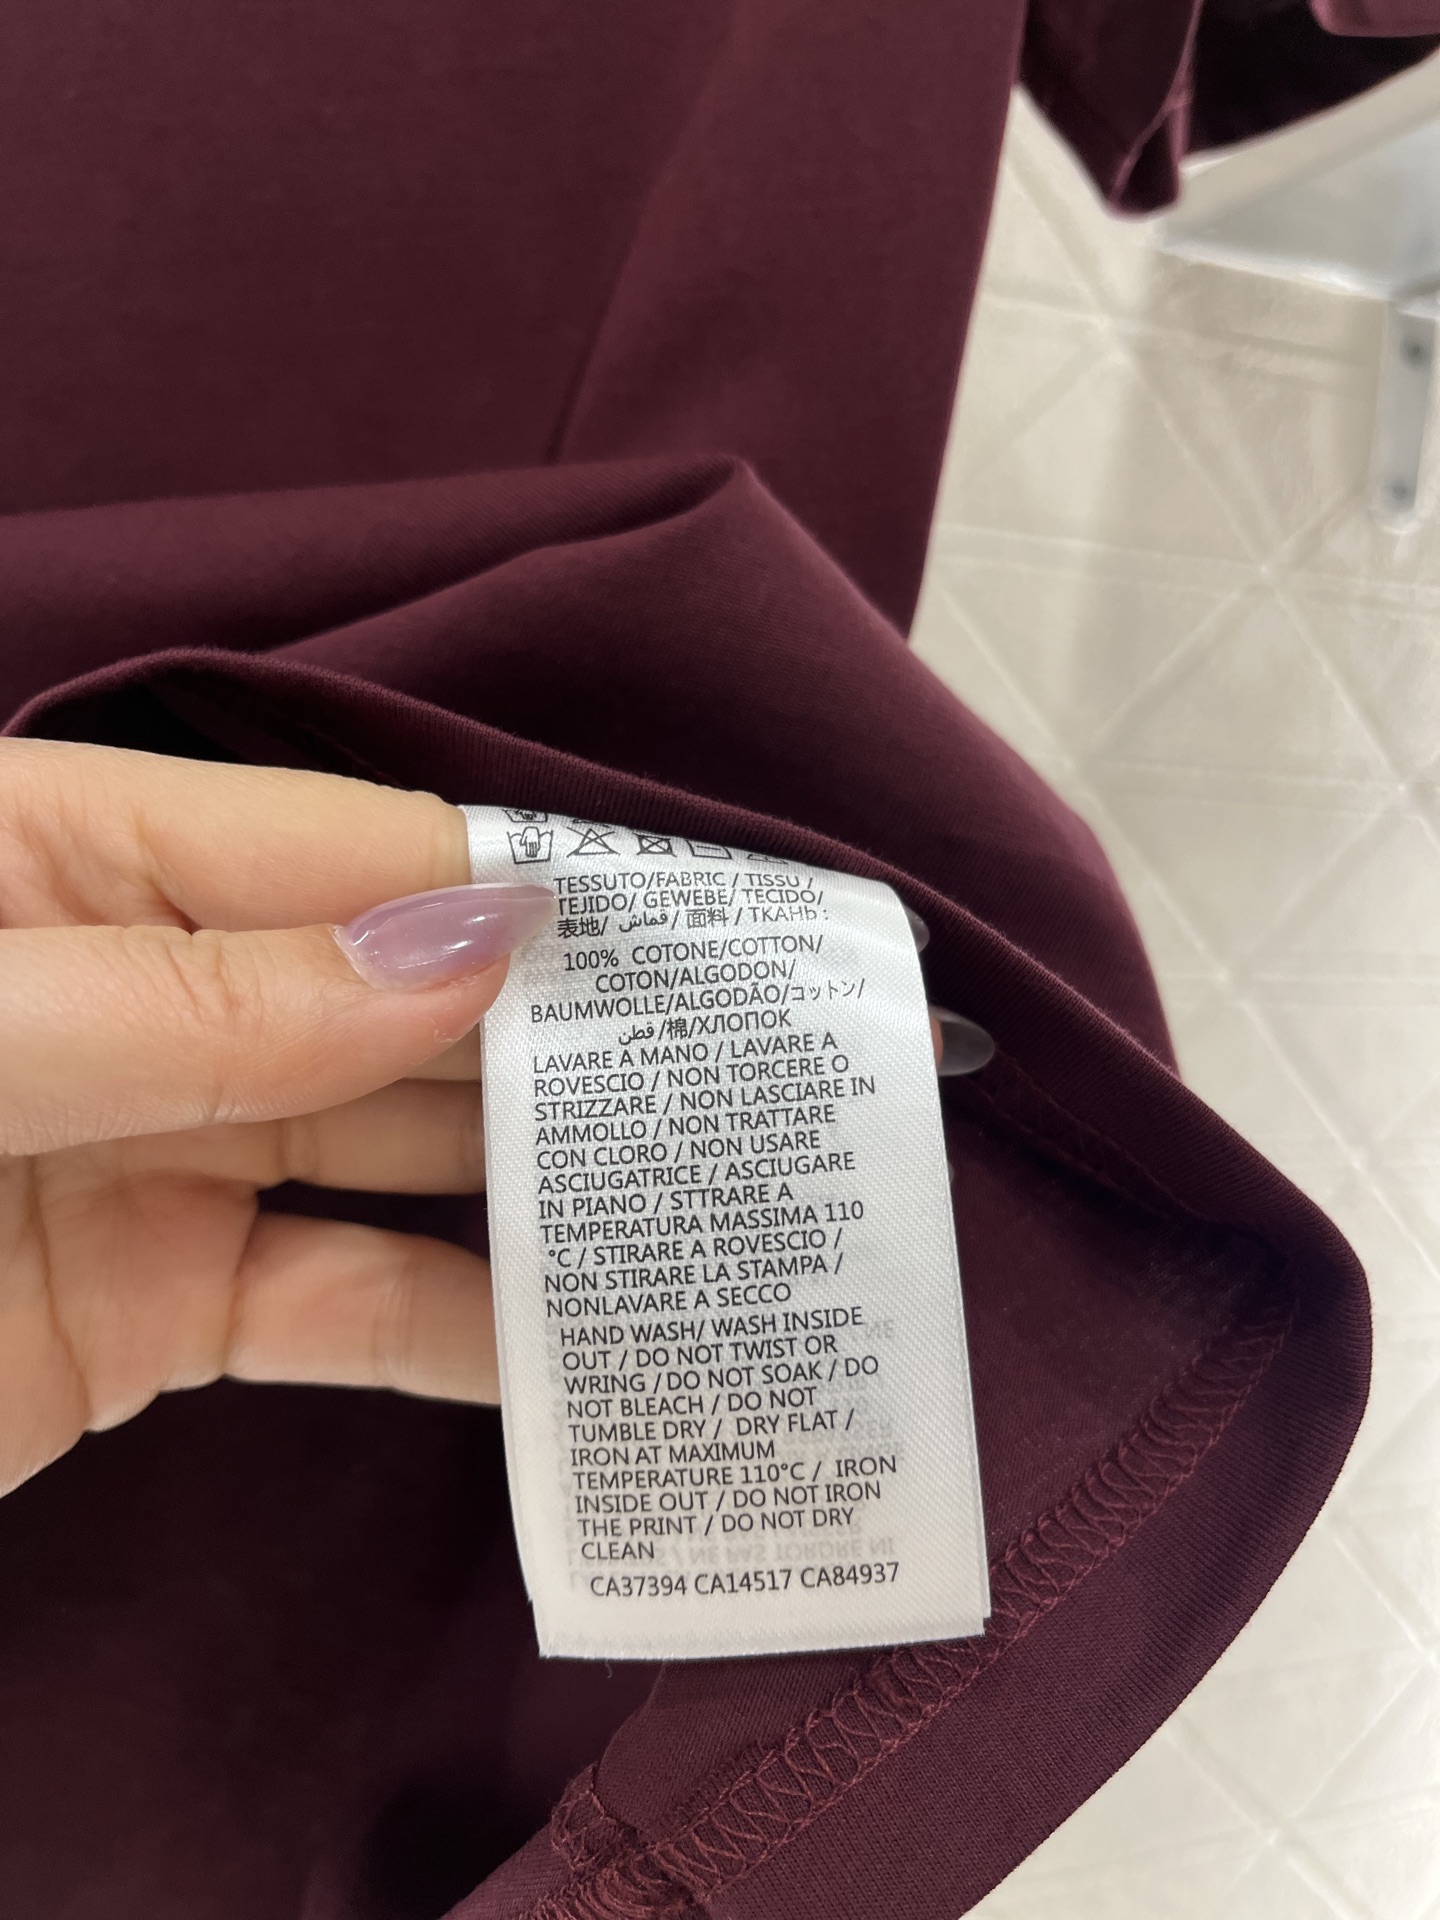 TESSUTO/FABRIC / TISSU /
TEJIDO/ GEWEBE/ TECIDO/
表地/ قماش / 面料 / ТКАНЬ :
100% COTONE/COTTON/
COTON/ALGODON/
BAUMWOLLE/ALGODÃO/コットン/
قطن /棉/ХЛОПОК
LAVARE A MANO / LAVARE A
ROVESCIO / NON TORCERE O
STRIZZARE / NON LASCIARE IN
AMMOLLO / NON TRATTARE
CON CLORO / NON USARE
ASCIUGATRICE / ASCIUGARE
IN PIANO / STTRARE A
TEMPERATURA MASSIMA 110
°C / STIRARE A ROVESCIO /
NON STIRARE LA STAMPA /
NONLAVARE A SECCO
HAND WASH/ WASH INSIDE
OUT / DO NOT TWIST OR
WRING / DO NOT SOAK / DO
NOT BLEACH / DO NOT
TUMBLE DRY / DRY FLAT /
IRON AT MAXIMUM
TEMPERATURE 110°C / IRON
INSIDE OUT / DO NOT IRON
THE PRINT / DO NOT DRY
CLEAN
CA37394 CA14517 CA84937